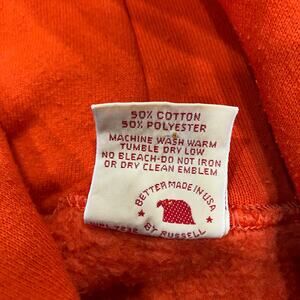 50% COTTON
50% POLYESTER
MACHINE WASH WARM
TUMBLE DRY LOW
NO BLEACH-DO NOT IRON
OR DRY CLEAN EMBLEM
BETTER MADE IN USA
BY RUSSELL